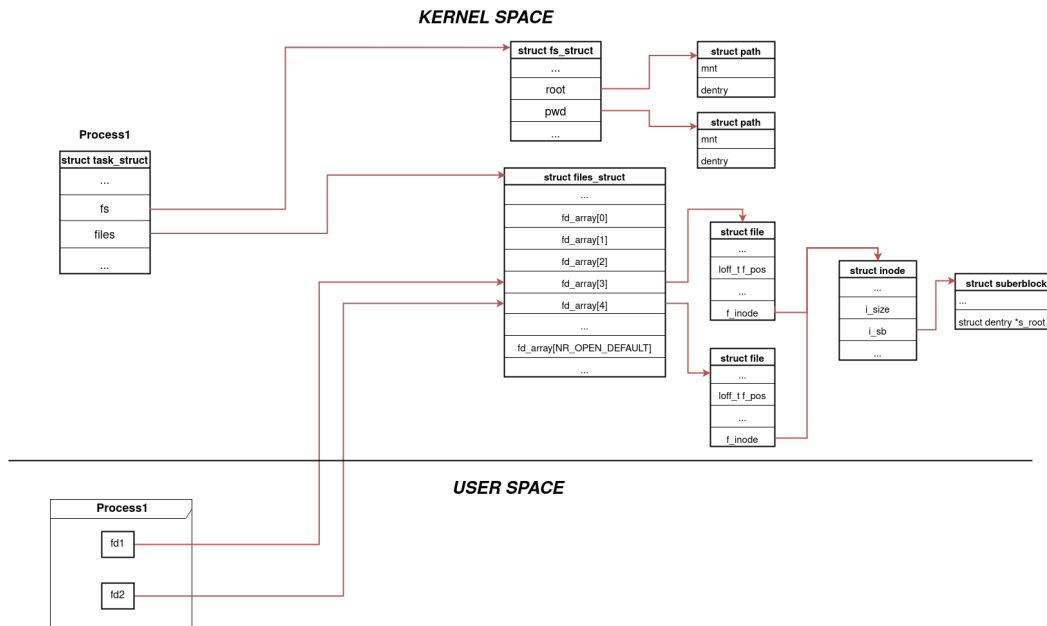 KERNEL SPACE
Process1
struct task_struct
...
fs
files
...
struct fs_struct
...
root
pwd
...
struct path
mnt
dentry
struct path
mnt
dentry
struct files_struct
...
fd_array[0]
fd_array[1]
fd_array[2]
fd_array[3]
fd_array[4]
...
fd_array[NR_OPEN_DEFAULT]
...
struct file
...
loff_t f_pos
...
f_inode
struct file
...
loff_t f_pos
...
f_inode
struct inode
...
i_size
i_sb
...
struct suberblock
...
struct dentry *s_root
USER SPACE
Process1
fd1
fd2